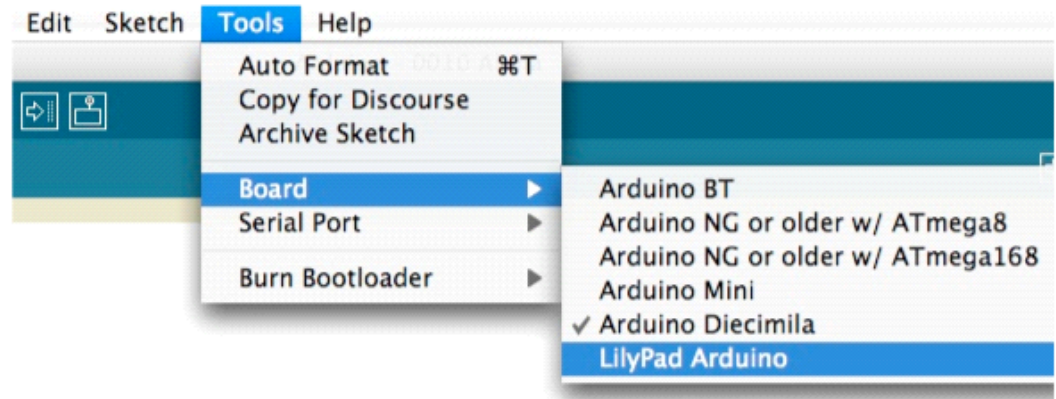 Edit Sketch Tools Help
Auto Format ⌘T
Copy for Discourse
Archive Sketch
Board
Serial Port
Burn Bootloader
Arduino BT
Arduino NG or older w/ ATmega8
Arduino NG or older w/ ATmega168
Arduino Mini
✓ Arduino Diecimila
LilyPad Arduino